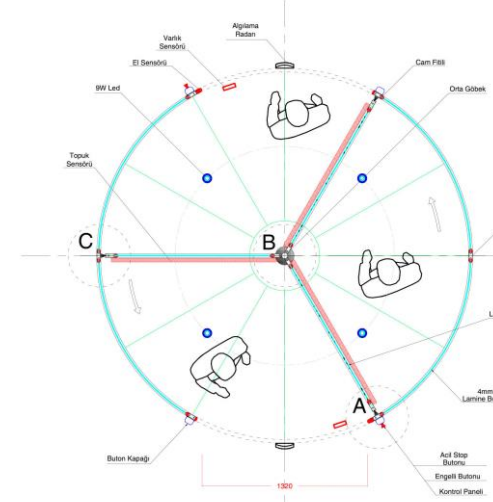 Algılama
Radarı
Varlık
Sensörü
El Sensörü
Cam Fitili
9W Led
Orta Göbek
Topuk
Sensörü
C
B
L
4mm
Lamine B
A
Buton Kapağı
Acil Stop
Butonu
Engelli Butonu
Kontrol Paneli
1320